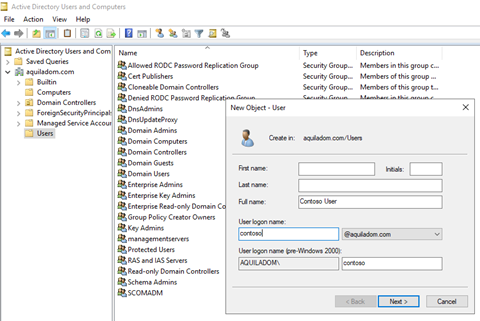 Active Directory Users and Computers
File Action View Help
Active Directory Users and Com
Saved Queries
aquiladom.com
Builtin
Computers
Domain Controllers
ForeignSecurityPrincipals
Managed Service Accou
Users
Name Type Description
Allowed RODC Password Replication Group Security Group... Members in this group c...
Cert Publishers Security Group... Members of this group ...
Cloneable Domain Controllers Security Group... Members of this group t...
Denied RODC Password Replication Group Security Group... Members in this group c...
DnsAdmins
DnsUpdateProxy
Domain Admins
Domain Computers
Domain Controllers
Domain Guests
Domain Users
Enterprise Admins
Enterprise Key Admins
Enterprise Read-only Domain Co
Group Policy Creator Owners
Key Admins
managementservers
Protected Users
RAS and IAS Servers
Read-only Domain Controllers
Schema Admins
SCOMADM
New Object - User
Create in: aquiladom.com/Users
First name: Initials:
Last name:
Full name: Contoso User
User logon name:
contoso @aquiladom.com
User logon name (pre-Windows 2000):
AQUILADOM\ contoso
< Back Next > Cancel